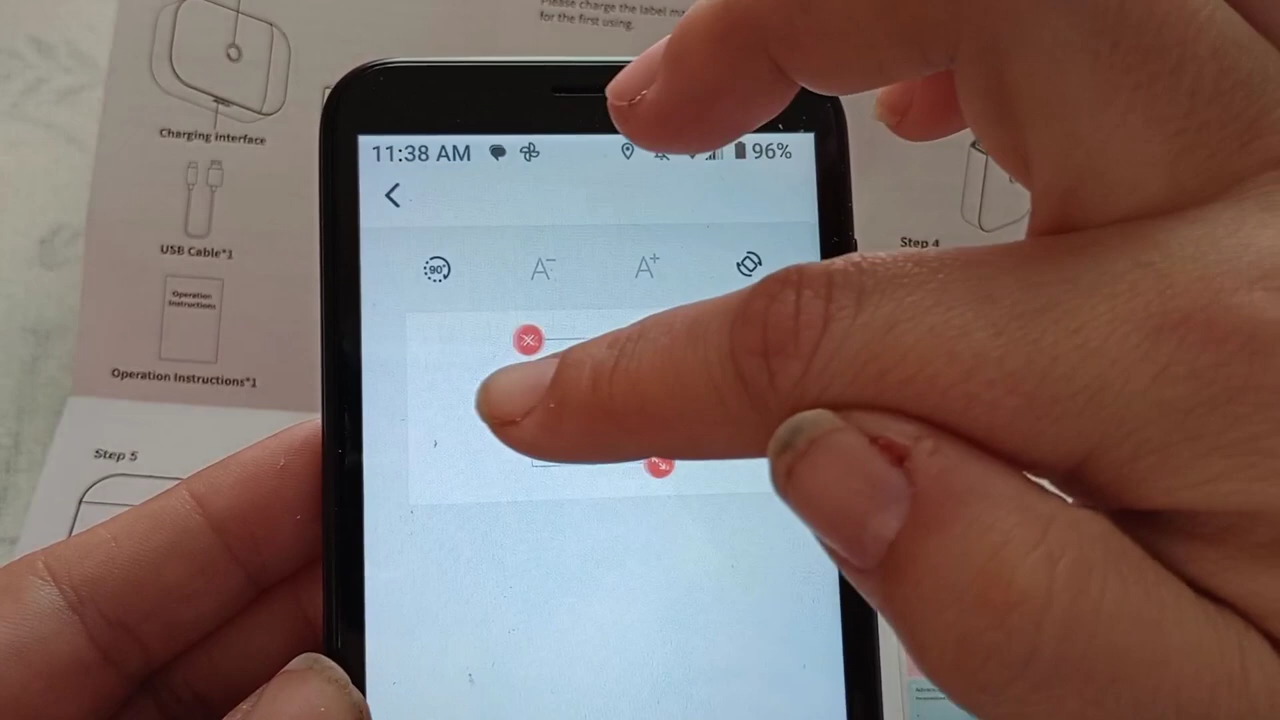 Please charge the label
for the first using.
Charging interface
USB Cable*1
Operation
Instructions
Operation Instructions*1
Step 5
Step 4
11:38 AM
96%
90°
A-
A+